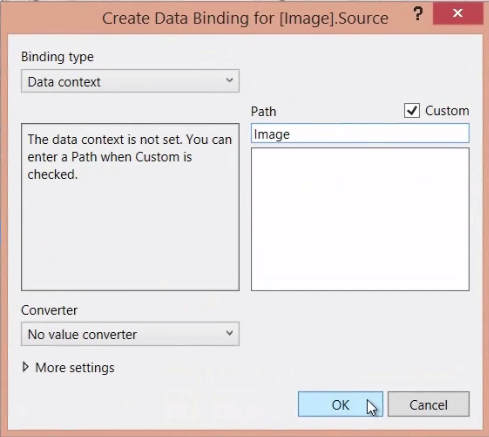 Create Data Binding for [Image].Source
?
Binding type
Data context
Path
Custom
Image
The data context is not set. You can
enter a Path when Custom is
checked.
Converter
No value converter
More settings
OK
Cancel